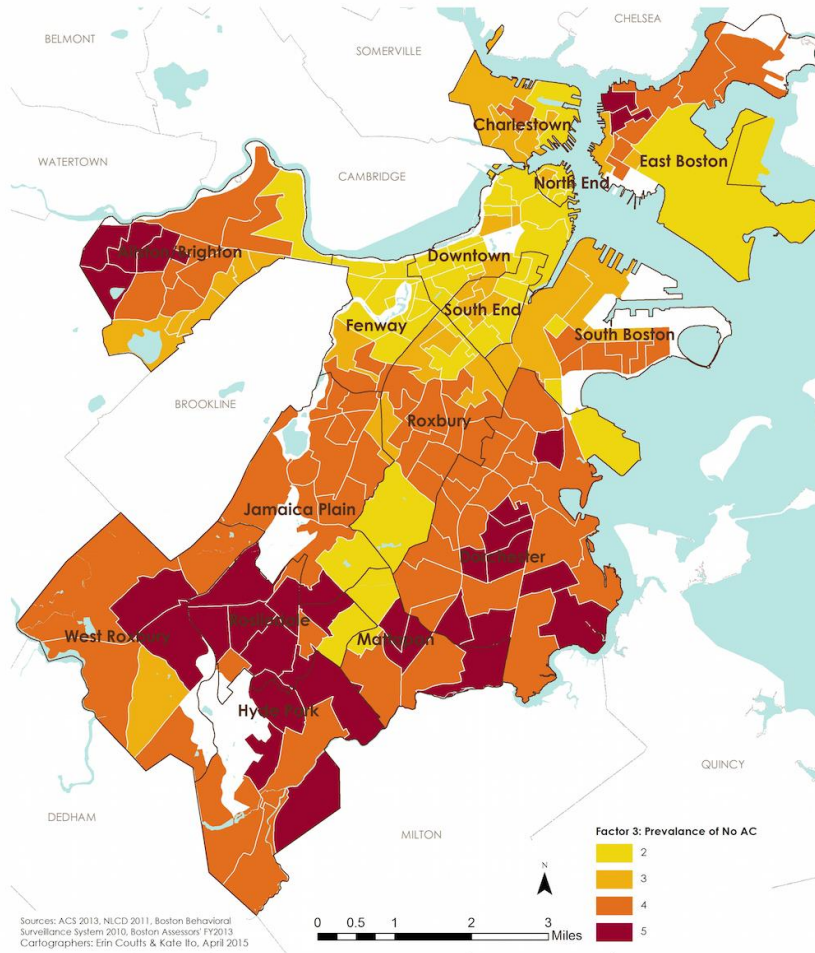 CHELSEA
BELMONT
SOMERVILLE
Charlestown
WATERTOWN
East Boston
CAMBRIDGE
North End
Allston/Brighton
Downtown
South End
Fenway
South Boston
BROOKLINE
Roxbury
Jamaica Plain
Dorchester
Roslindale
West Roxbury
Mattapan
Hyde Park
QUINCY
DEDHAM
MILTON
Factor 3: Prevalance of No AC
2
3
4
5
N
0 0.5 1 2 3
Miles
Sources: ACS 2013, NLCD 2011, Boston Behavioral
Surveillance System 2010, Boston Assessors' FY2013
Cartographers: Erin Coutts & Kate Ito, April 2015